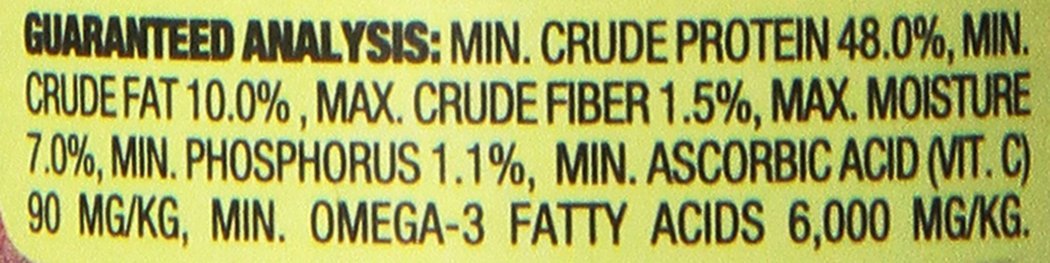 GUARANTEED ANALYSIS: MIN. CRUDE PROTEIN 48.0%, MIN.
CRUDE FAT 10.0% , MAX. CRUDE FIBER 1.5%, MAX. MOISTURE
7.0%, MIN. PHOSPHORUS 1.1%, MIN. ASCORBIC ACID (VIT. C)
90 MG/KG, MIN. OMEGA-3 FATTY ACIDS 6,000 MG/KG.